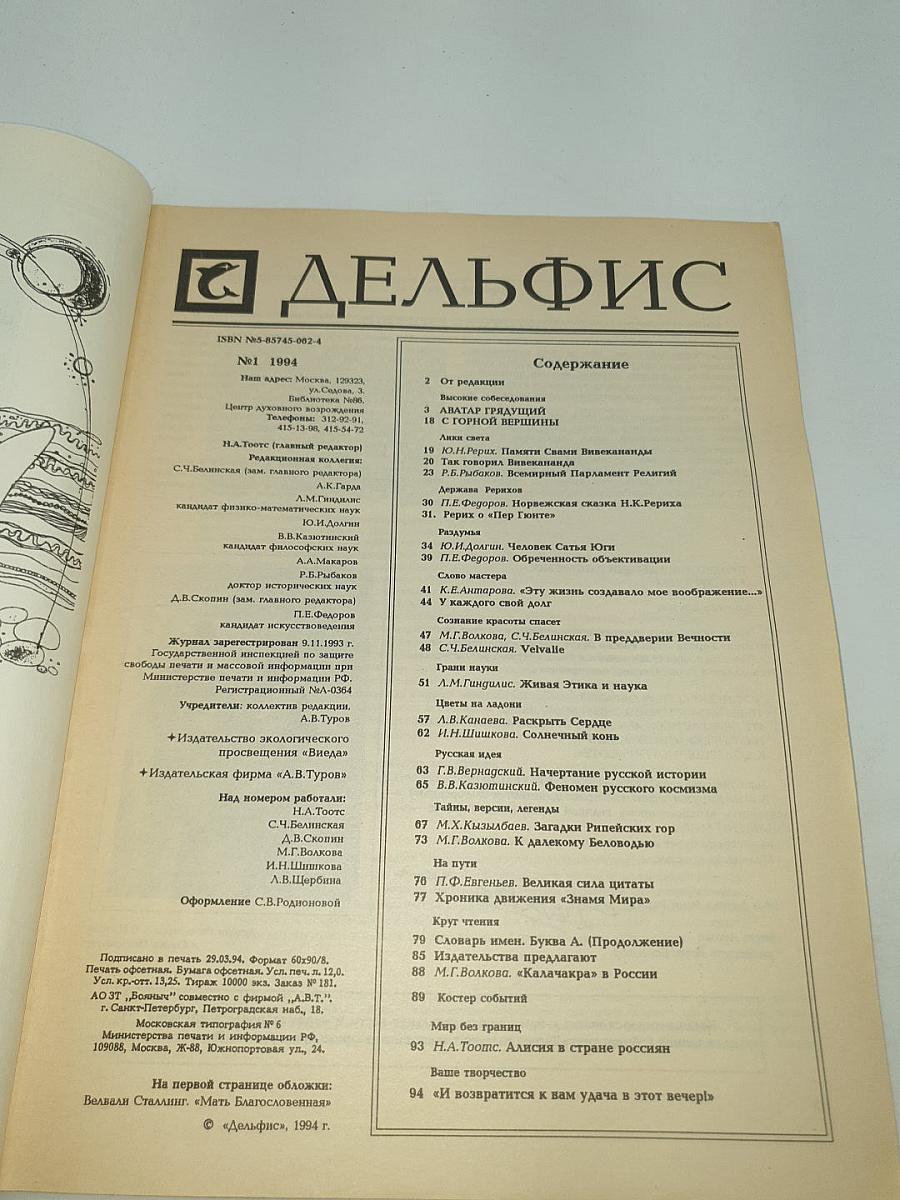 ДЕЛЬФИС
ISBN №5-85745-062-4
№1 1994
Наш адрес: Москва, 129323,
ул.Седова, 3.
Библиотека №86.
Центр духовного возрождения
Телефоны: 312-92-91,
415-13-98, 415-54-72
Н.А.Тоотс (главный редактор)
Редакционная коллегия:
С.Ч.Белинская (зам. главного редактора)
А.К.Гарда
Л.М.Гиндилис
кандидат физико-математических наук
Ю.И.Долгин
В.В.Казютинский
кандидат философских наук
А.А.Макаров
Р.Б.Рыбаков
доктор исторических наук
Д.В.Скопин (зам. главного редактора)
П.Е.Федоров
кандидат искусствоведения
Журнал зарегестрирован 9.11.1993 г.
Государственной инспекцией по защите
свободы печати и массовой информации при
Министерстве печати и информации РФ.
Регистрационный №Л-0364
Учредители: коллектив редакции,
А.В.Туров
Издательство экологического
просвещения «Виеда»
Издательская фирма «А.В.Туров»
Над номером работали:
Н.А.Тоотс
С.Ч.Белинская
Д.В.Скопин
М.Г.Волкова
И.Н.Шишкова
Л.В.Щербина
Оформление С.В.Родионовой
Подписано в печать 29.03.94. Формат 60х90/8.
Печать офсетная. Бумага офсетная. Усл. печ. л. 12,0.
Усл. кр.-отт. 13,25. Тираж 10000 экз. Заказ № 181.
АО ЗТ „Бояныч" совместно с фирмой „А.В.Т.".
г. Санкт-Петербург, Петроградская наб., 18.
Московская типография № 6
Министерства печати и информации РФ,
109088, Москва, Ж-88, Южнопортовая ул., 24.
На первой странице обложки:
Велвали Сталлинг. «Мать Благословенная»
© «Дельфис», 1994 г.
Содержание
2 От редакции
Высокие собеседования
3 АВАТАР ГРЯДУЩИЙ
18 С ГОРНОЙ ВЕРШИНЫ
Лики света
19 Ю.Н.Рерих. Памяти Свами Вивекананды
20 Так говорил Вивекананда
23 Р.Б.Рыбаков. Всемирный Парламент Религий
Держава Рерихов
30 П.Е.Федоров. Норвежская сказка Н.К.Рериха
31. Рерих о «Пер Гюнте»
Раздумья
34 Ю.И.Долгин. Человек Сатья Юги
39 П.Е.Федоров. Обреченность объективации
Слово мастера
41 К.Е.Антарова. «Эту жизнь создавало мое воображение...»
44 У каждого свой долг
Сознание красоты спасет
47 М.Г.Волкова, С.Ч.Белинская. В преддверии Вечности
48 С.Ч.Белинская. Velvalle
Грани науки
51 Л.М.Гиндилис. Живая Этика и наука
Цветы на ладони
57 Л.В.Канаева. Раскрыть Сердце
62 И.Н.Шишкова. Солнечный конь
Русская идея
63 Г.В.Вернадский. Начертание русской истории
65 В.В.Казютинский. Феномен русского космизма
Тайны, версии, легенды
67 М.Х.Кызылбаев. Загадки Рипейских гор
73 М.Г.Волкова. К далекому Беловодью
На пути
76 П.Ф.Евгеньев. Великая сила цитаты
77 Хроника движения «Знамя Мира»
Круг чтения
79 Словарь имен. Буква А. (Продолжение)
85 Издательства предлагают
88 М.Г.Волкова. «Калачакра» в России
89 Костер событий
Мир без границ
93 Н.А.Тоотс. Алисия в стране россиян
Ваше творчество
94 «И возвратится к вам удача в этот вечер!»